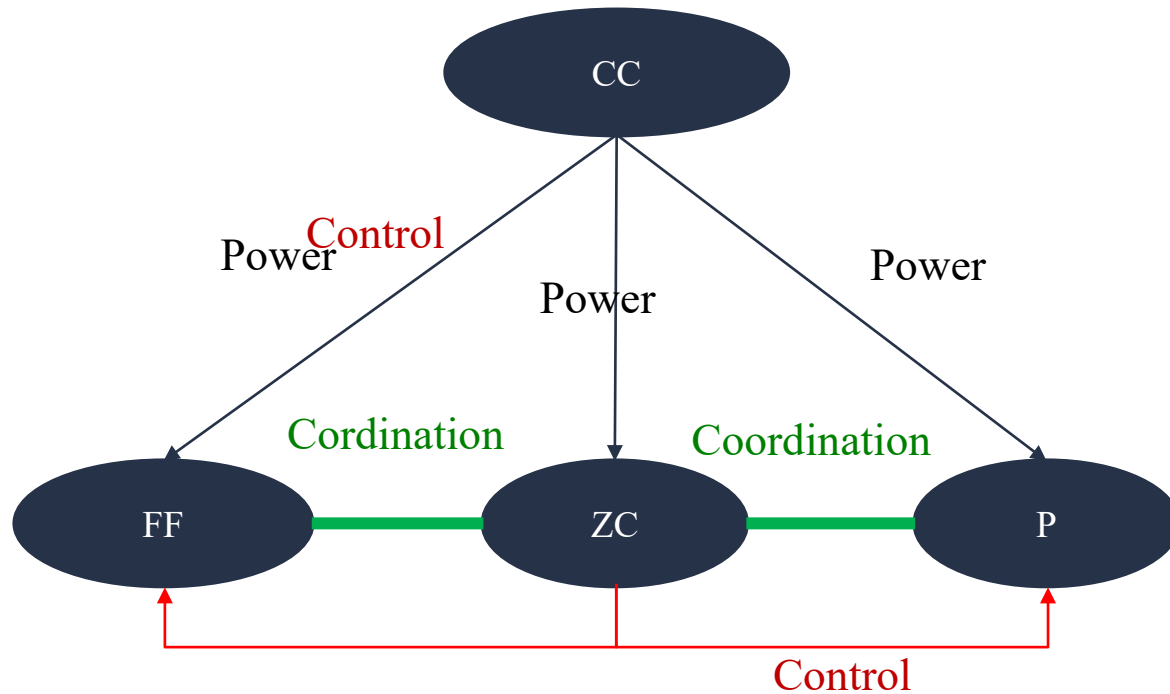 CC
Control
Power
Power
Power
Cordination
Coordination
FF
ZC
P
Control